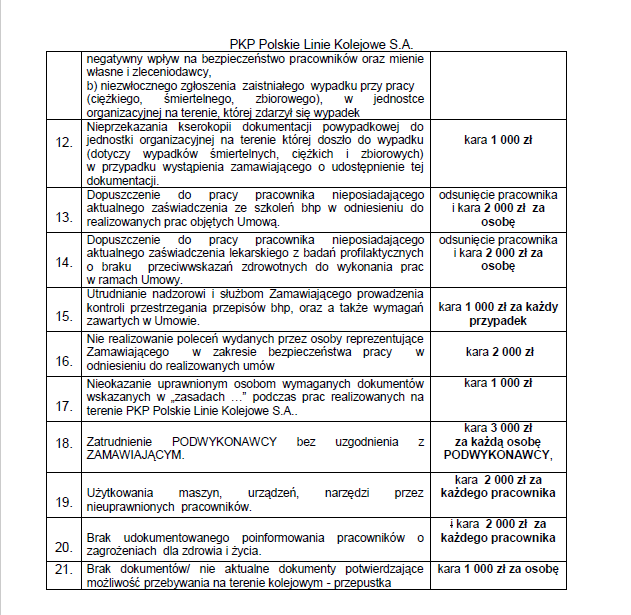 PKP Polskie Linie Kolejowe S.A.
negatywny wpływ na bezpieczeństwo pracowników oraz mienie
własne i zleceniodawcy,
b) niezwłocznego zgłoszenia zaistniałego wypadku przy pracy
(ciężkiego, śmiertelnego, zbiorowego), w jednostce
organizacyjnej na terenie, której zdarzył się wypadek
12.
Nieprzekazania kserokopii dokumentacji powypadkowej do
jednostki organizacyjnej na terenie której doszło do wypadku
(dotyczy wypadków śmiertelnych, ciężkich i zbiorowych)
w przypadku wystąpienia zamawiającego o udostępnienie tej
dokumentacji.
kara 1 000 zł
13.
Dopuszczenie do pracy pracownika nieposiadającego
aktualnego zaświadczenia ze szkoleń bhp w odniesieniu do
realizowanych prac objętych Umową.
odsunięcie pracownika
i kara 2 000 zł za
osobę
14.
Dopuszczenie do pracy pracownika nieposiadającego
aktualnego zaświadczenia lekarskiego z badań profilaktycznych
o braku przeciwwskazań zdrowotnych do wykonania prac
w ramach Umowy.
odsunięcie pracownika
i kara 2 000 zł za
osobę
15.
Utrudnianie nadzorowi i służbom Zamawiającego prowadzenia
kontroli przestrzegania przepisów bhp, oraz a także wymagań
zawartych w Umowie.
kara 1 000 zł za każdy
przypadek
16.
Nie realizowanie poleceń wydanych przez osoby reprezentujące
Zamawiającego w zakresie bezpieczeństwa pracy w
odniesieniu do realizowanych umów
kara 2 000 zł
17.
Nieokazanie uprawnionym osobom wymaganych dokumentów
wskazanych w „zasadach ...” podczas prac realizowanych na
terenie PKP Polskie Linie Kolejowe S.A..
kara 1 000 zł
18.
Zatrudnienie PODWYKONAWCY bez uzgodnienia z
ZAMAWIAJĄCYM.
kara 3 000 zł
za każdą osobę
PODWYKONAWCY,
19.
Użytkowania maszyn, urządzeń, narzędzi przez
nieuprawnionych pracowników.
kara 2 000 zł za
każdego pracownika
20.
Brak udokumentowanego poinformowania pracowników o
zagrożeniach dla zdrowia i życia.
i kara 2 000 zł za
każdego pracownika
21.
Brak dokumentów/ nie aktualne dokumenty potwierdzające
możliwość przebywania na terenie kolejowym - przepustka
kara 1 000 zł za osobę